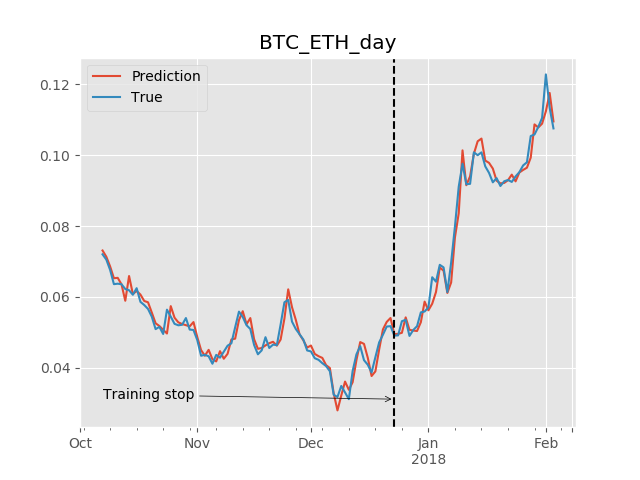 BTC_ETH_day
Prediction
True
0.12
0.10
0.08
0.06
0.04
Training stop
Oct
Nov
Dec
Jan
2018
Feb